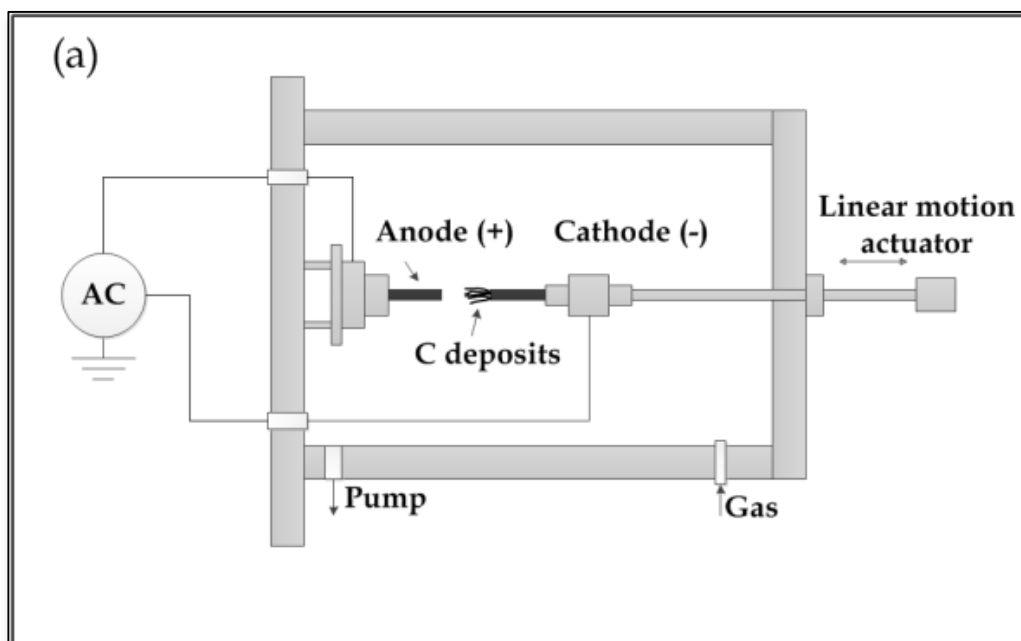 (a)
Linear motion
actuator
Anode (+)
Cathode (-)
AC
C deposits
Pump
Gas